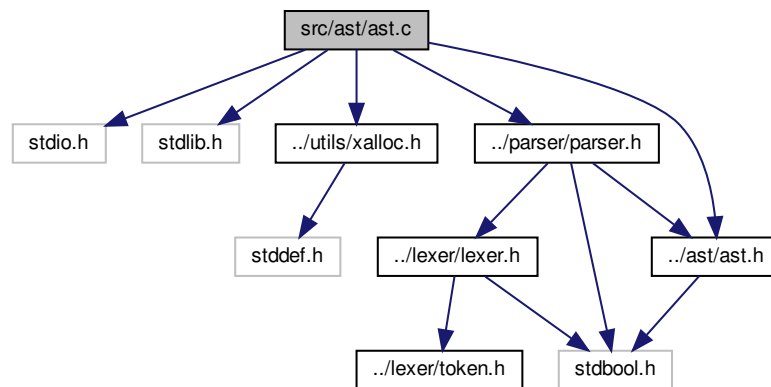 src/ast/ast.c
stdio.h
stdlib.h
../utils/xalloc.h
../parser/parser.h
stddef.h
../lexer/lexer.h
../ast/ast.h
../lexer/token.h
stdbool.h